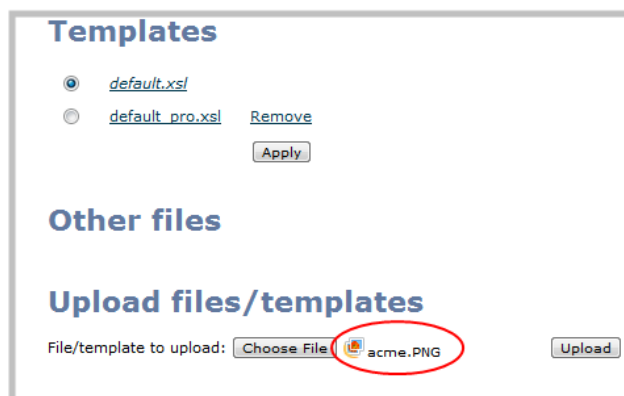 Templates
default.xsl
default_pro.xsl Remove
Apply
Other files
Upload files/templates
File/template to upload: Choose File acme.PNG Upload